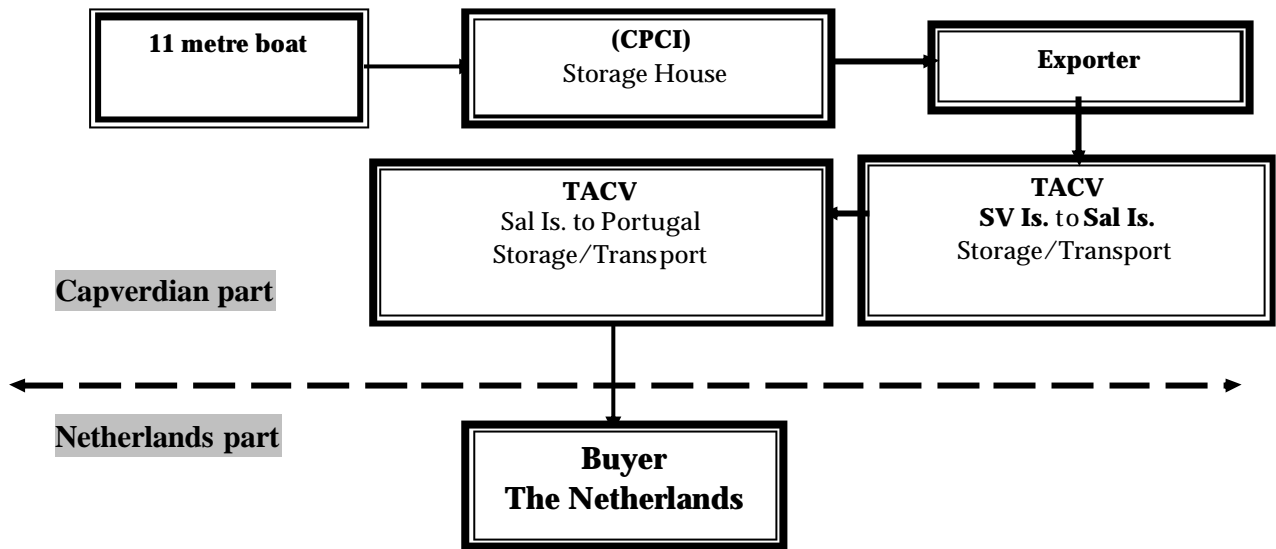 11 metre boat
(CPCI)
Storage House
Exporter
TACV
SV Is. to Sal Is.
Storage/Transport
TACV
Sal Is. to Portugal
Storage/Transport
Capverdian part
Netherlands part
Buyer
The Netherlands